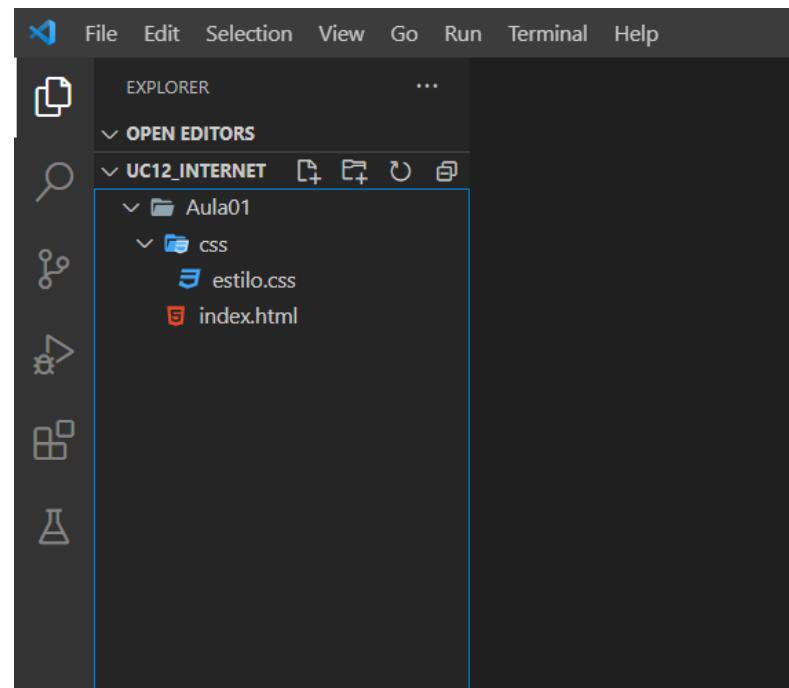 File Edit Selection View Go Run Terminal Help
EXPLORER
OPEN EDITORS
UC12_INTERNET
Aula01
css
estilo.css
index.html